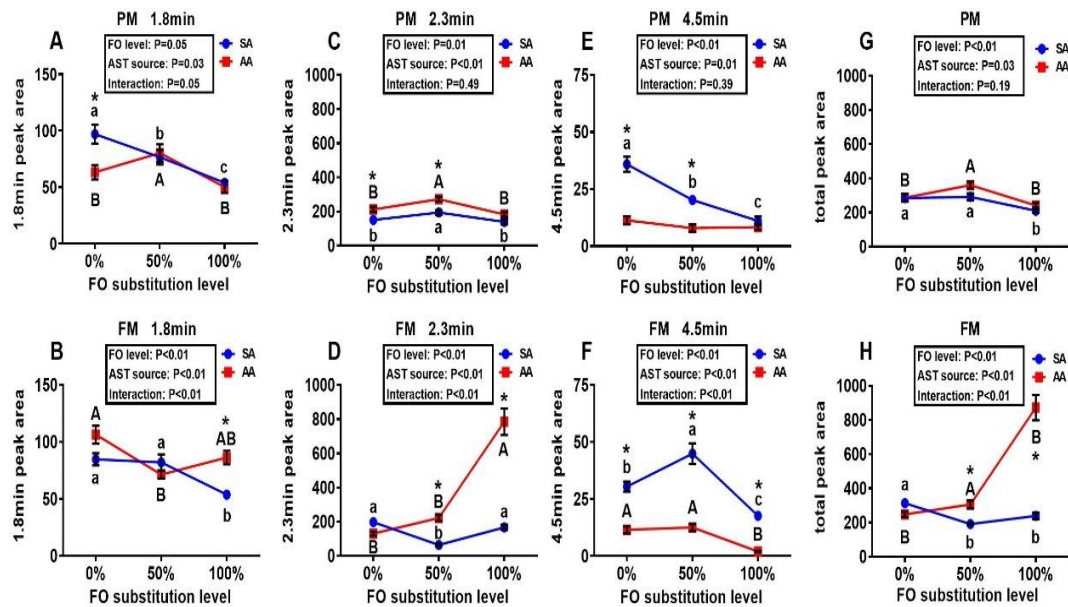 PM 1.8min
A
FO level: P=0.05
AST source: P=0.03
Interaction: P=0.05
SA
AA
150
100
50
0
1.8min peak area
*
a
b
c
B
A
B
0% 50% 100%
FO substitution level
PM 2.3min
C
FO level: P=0.01
AST source: P<0.01
Interaction: P=0.49
SA
AA
1000
800
600
400
200
0
2.3min peak area
*
B
*
A
B
b
a
b
0% 50% 100%
FO substitution level
PM 4.5min
E
FO level: P<0.01
AST source: P=0.01
Interaction: P=0.39
SA
AA
75
50
25
0
4.5min peak area
*
a
*
b
c
0% 50% 100%
FO substitution level
PM
G
FO level: P<0.01
AST source: P=0.03
Interaction: P=0.19
SA
AA
1000
800
600
400
200
0
total peak area
B
A
B
a
a
b
0% 50% 100%
FO substitution level
FM 1.8min
B
FO level: P<0.01
AST source: P<0.01
Interaction: P<0.01
SA
AA
150
100
50
0
1.8min peak area
A
a
*
AB
a
B
b
0% 50% 100%
FO substitution level
FM 2.3min
D
FO level: P<0.01
AST source: P<0.01
Interaction: P<0.01
SA
AA
1000
800
600
400
200
0
2.3min peak area
*
A
a
*
B
a
B
b
0% 50% 100%
FO substitution level
FM 4.5min
F
FO level: P<0.01
AST source: P<0.01
Interaction: P<0.01
SA
AA
75
50
25
0
4.5min peak area
*
b
*
a
*
c
A
A
B
0% 50% 100%
FO substitution level
FM
H
FO level: P<0.01
AST source: P<0.01
Interaction: P<0.01
SA
AA
1000
800
600
400
200
0
total peak area
a
*
A
B
*
B
b
b
0% 50% 100%
FO substitution level